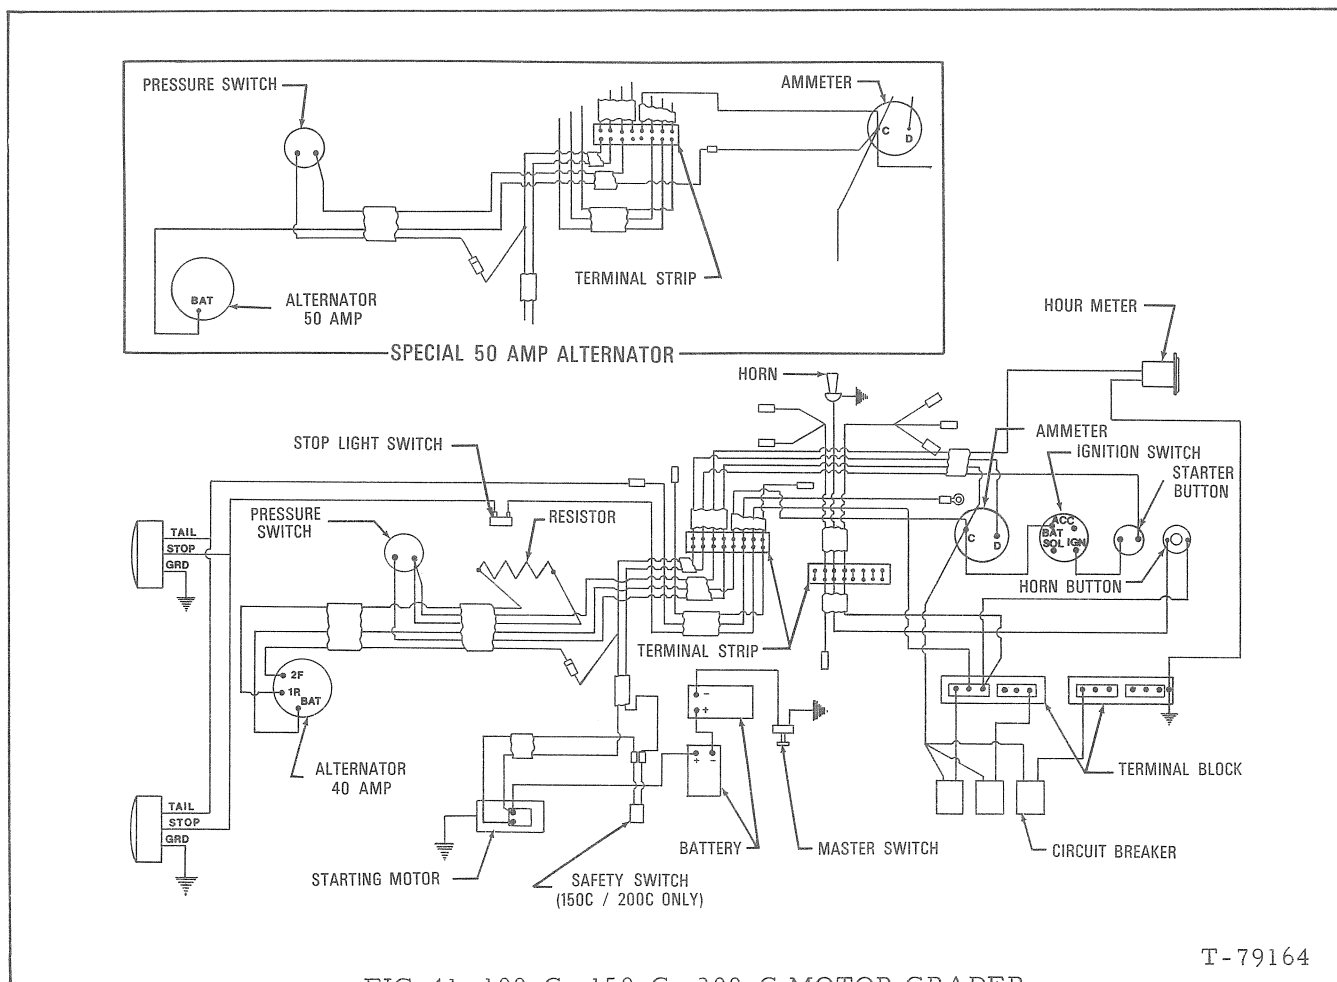 PRESSURE SWITCH
AMMETER
C
D
TERMINAL STRIP
BAT
ALTERNATOR
50 AMP
SPECIAL 50 AMP ALTERNATOR
HOUR METER
HORN
STOP LIGHT SWITCH
AMMETER
IGNITION SWITCH
STARTER
BUTTON
PRESSURE
SWITCH
RESISTOR
TAIL
STOP
GRD
C
D
ACC
BAT
SOL IGN
HORN BUTTON
TERMINAL STRIP
2F
1R
BAT
-
+
ALTERNATOR
40 AMP
+ -
TERMINAL BLOCK
TAIL
STOP
GRD
BATTERY
MASTER SWITCH
CIRCUIT BREAKER
STARTING MOTOR
SAFETY SWITCH
(150C / 200C ONLY)
T-79164
MOTOR GRADER